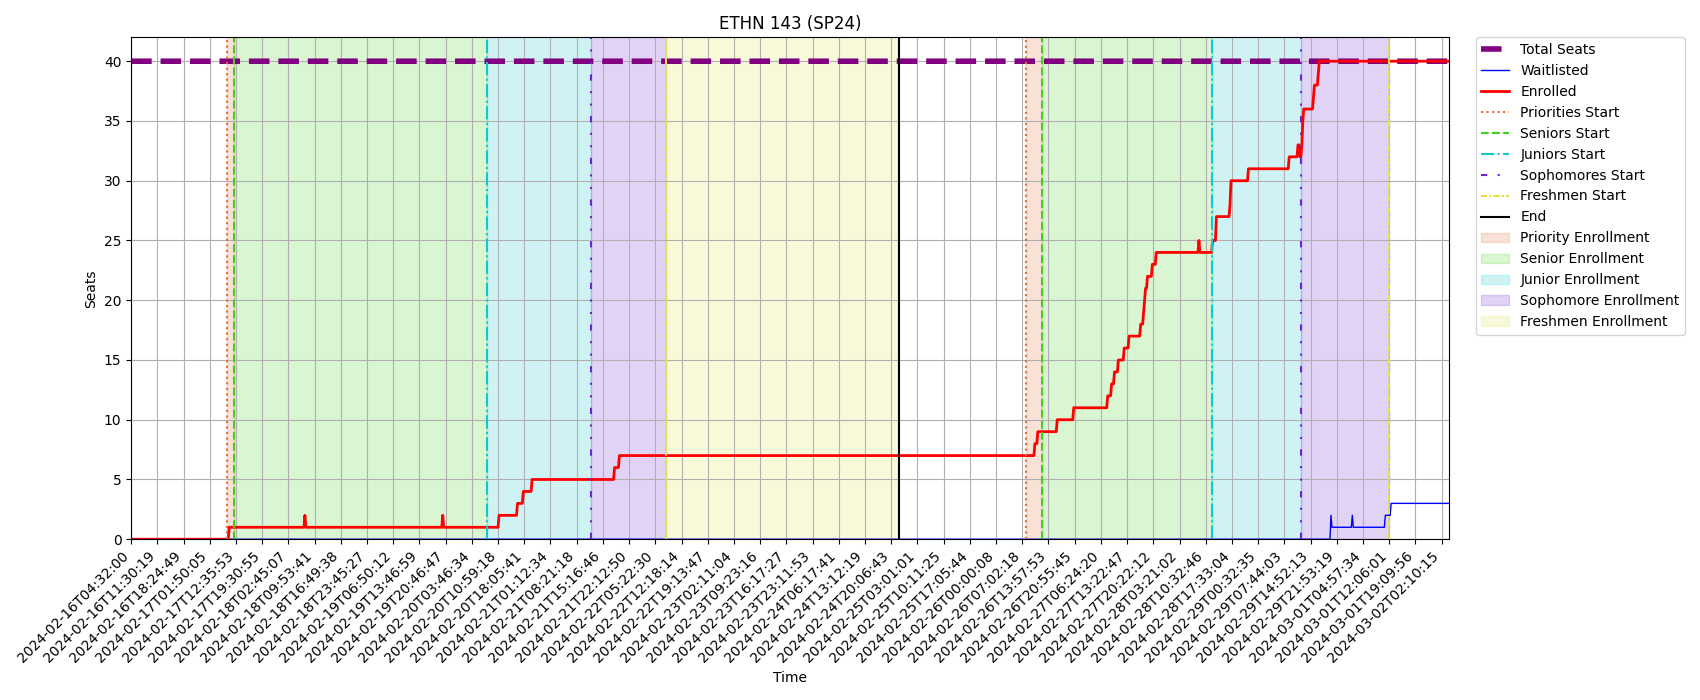 ETHN 143 (SP24)
Seats
40
35
30
25
20
15
10
5
0
2024-02-16T04:32:00
2024-02-16T11:30:19
2024-02-16T18:24:49
2024-02-17T01:50:05
2024-02-17T12:35:53
2024-02-17T19:30:55
2024-02-18T02:45:07
2024-02-18T09:53:41
2024-02-18T16:49:38
2024-02-18T23:45:27
2024-02-19T06:50:12
2024-02-19T13:46:59
2024-02-19T20:46:47
2024-02-20T03:46:34
2024-02-20T10:59:18
2024-02-20T18:05:41
2024-02-21T01:12:34
2024-02-21T08:21:18
2024-02-21T15:16:46
2024-02-21T22:12:50
2024-02-22T05:22:30
2024-02-22T12:18:14
2024-02-22T19:13:47
2024-02-23T02:11:04
2024-02-23T09:23:16
2024-02-23T16:17:27
2024-02-23T23:11:53
2024-02-24T06:17:41
2024-02-24T13:12:19
2024-02-24T20:06:43
2024-02-25T03:01:01
2024-02-25T10:11:25
2024-02-25T17:05:44
2024-02-26T00:00:08
2024-02-26T07:02:18
2024-02-26T13:57:53
2024-02-26T20:55:45
2024-02-27T06:24:20
2024-02-27T13:22:47
2024-02-27T20:22:12
2024-02-28T03:21:02
2024-02-28T10:32:46
2024-02-28T17:33:04
2024-02-29T00:32:35
2024-02-29T07:44:03
2024-02-29T14:52:13
2024-02-29T21:53:19
2024-03-01T04:57:34
2024-03-01T12:06:01
2024-03-01T19:09:56
2024-03-02T02:10:15
Time
Total Seats
Waitlisted
Enrolled
Priorities Start
Seniors Start
Juniors Start
Sophomores Start
Freshmen Start
End
Priority Enrollment
Senior Enrollment
Junior Enrollment
Sophomore Enrollment
Freshmen Enrollment